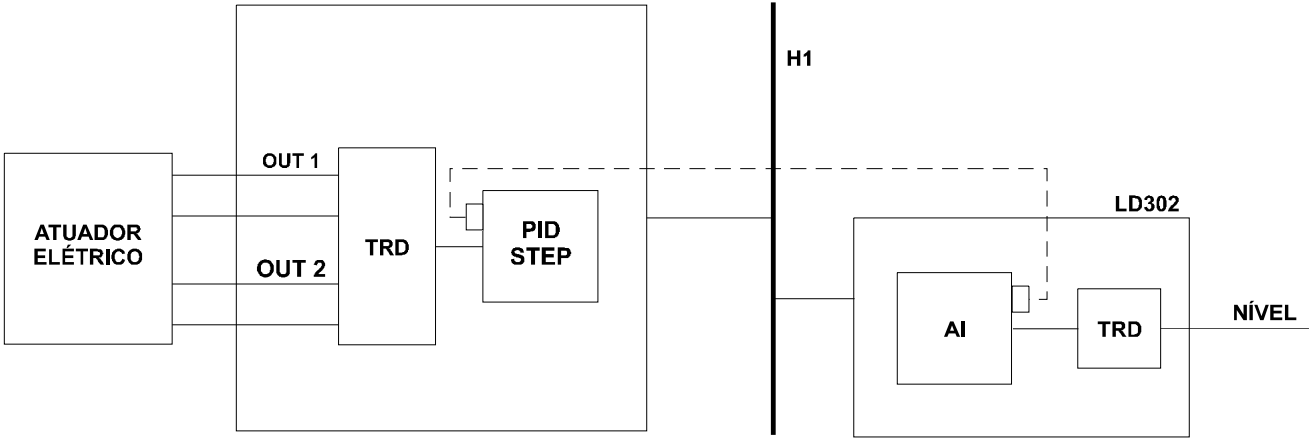 H1
OUT 1
ATUADOR
ELÉTRICO
OUT 2
TRD
PID
STEP
LD302
AI
TRD
NÍVEL